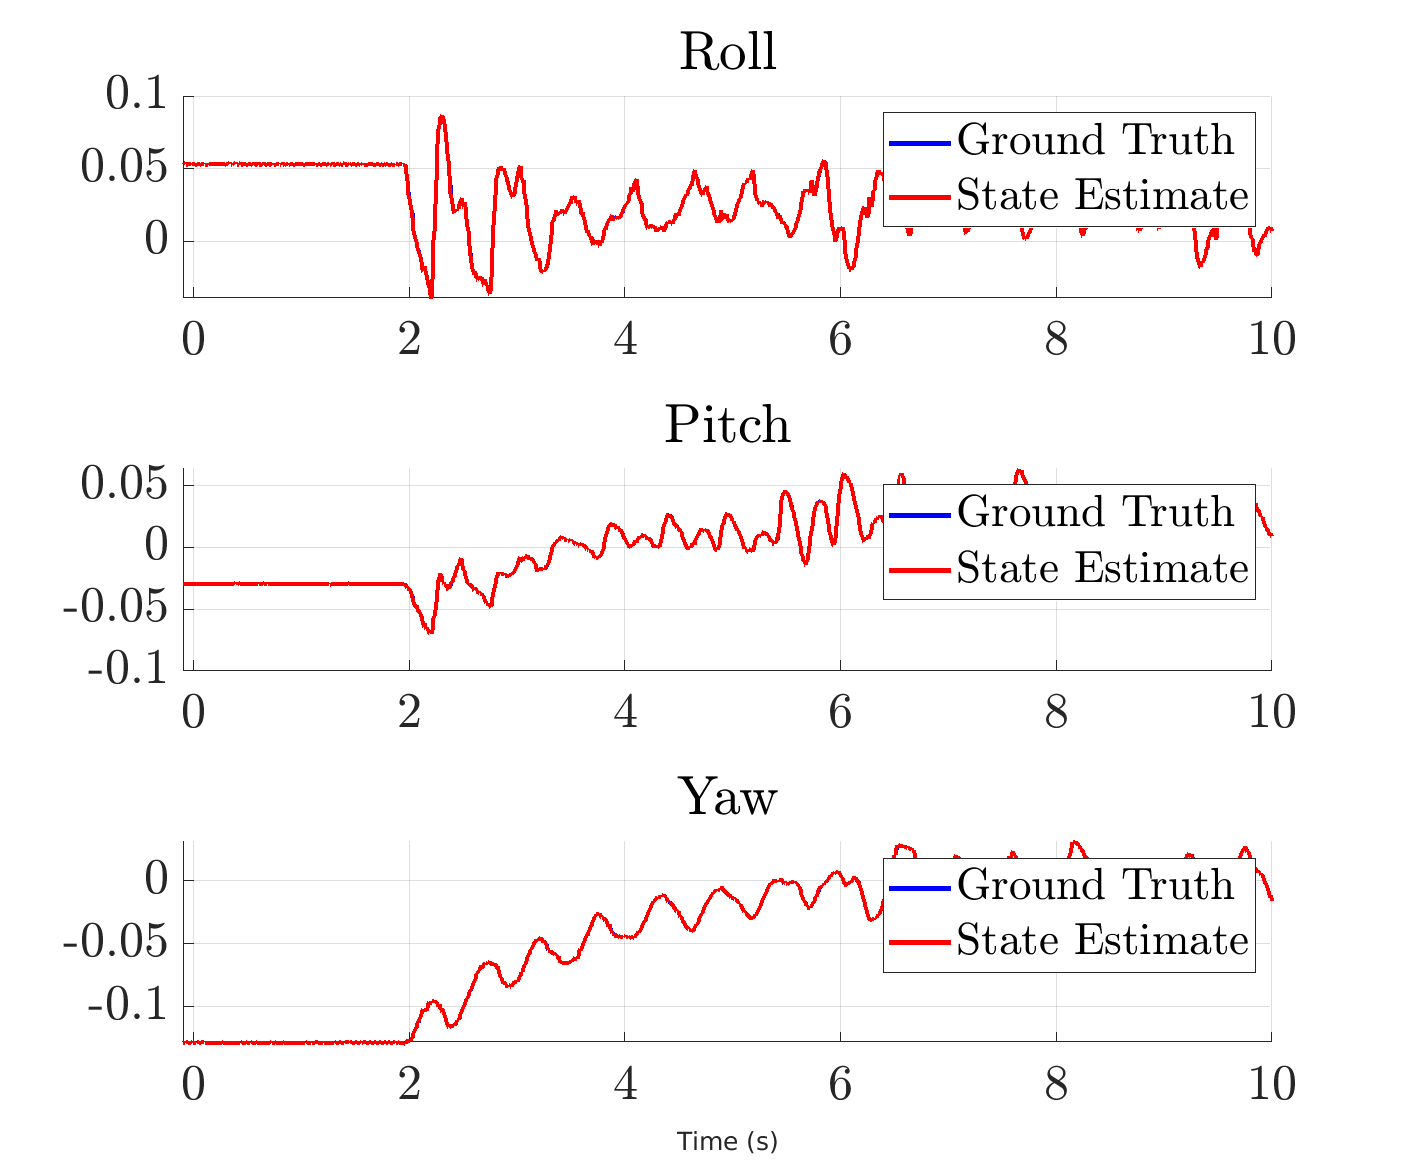 Roll
0.1
0.05
0
Ground Truth
State Estimate
0 2 4 6 8 10
Pitch
0.05
0
-0.05
-0.1
Ground Truth
State Estimate
0 2 4 6 8 10
Yaw
0
-0.05
-0.1
Ground Truth
State Estimate
0 2 4 6 8 10
Time (s)